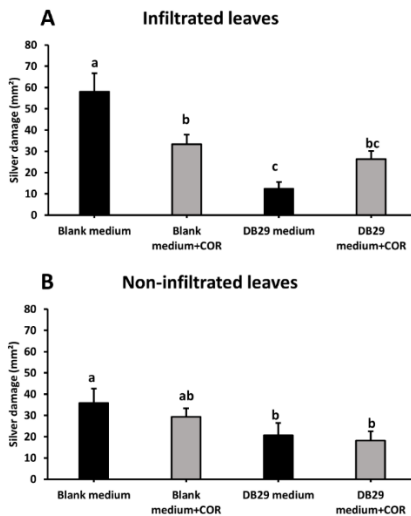 A Infiltrated leaves
Silver damage (mm²)
80
70
60
50
40
30
20
10
0
a
b
c
bc
Blank medium
Blank
medium+COR
DB29 medium
DB29
medium+COR
B Non-infiltrated leaves
Silver damage (mm²)
80
70
60
50
40
30
20
10
0
a
ab
b
b
Blank medium
Blank
medium+COR
DB29 medium
DB29
medium+COR